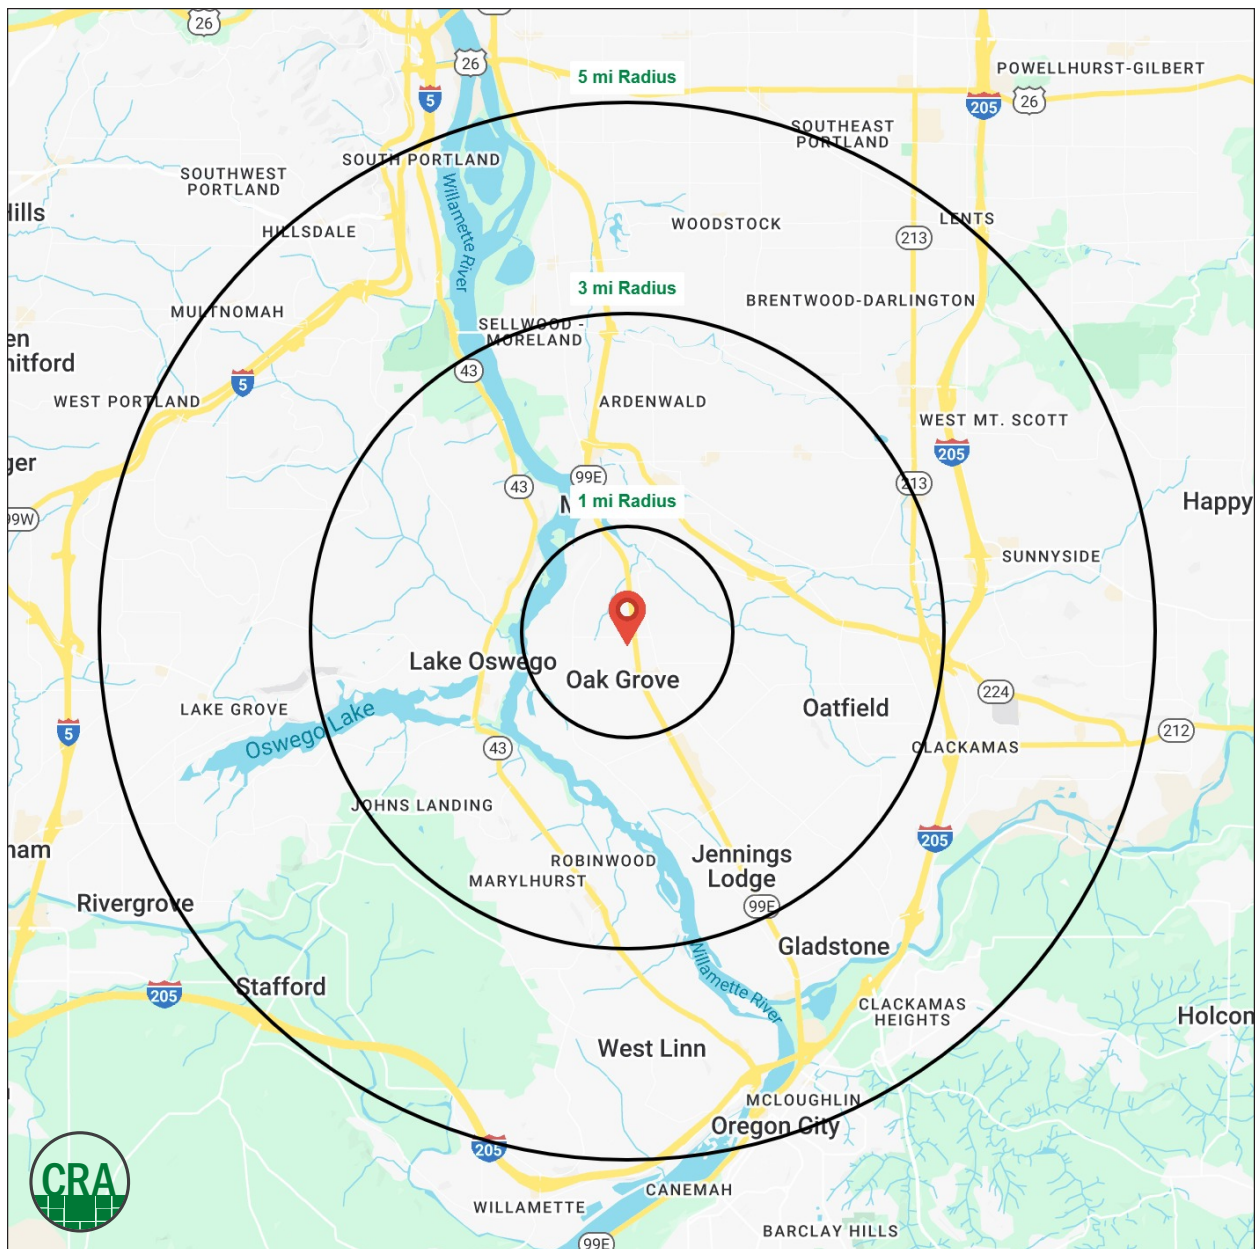 26
26
5 mi Radius
POWELLHURST-GILBERT
5
205
26
SOUTHEAST
PORTLAND
SOUTH PORTLAND
SOUTHWEST
PORTLAND
Hills
Willamette River
WOODSTOCK
LENTS
HILLSDALE
213
3 mi Radius
BRENTWOOD-DARLINGTON
MULTNOMAH
SELLWOOD -
MORELAND
en
hitford
43
5
WEST PORTLAND
ARDENWALD
WEST MT. SCOTT
205
ger
99E
43
213
1 mi Radius
Happy
99W
SUNNYSIDE
Lake Oswego
Oak Grove
224
LAKE GROVE
Oatfield
Oswego Lake
5
212
43
CLACKAMAS
JOHNS LANDING
205
ham
ROBINWOOD
Jennings
Lodge
MARYLHURST
Rivergrove
99E
Gladstone
Willamette River
Stafford
205
CLACKAMAS
HEIGHTS
Holcom
West Linn
MCLOUGHLIN
Oregon City
205
CRA
CANEMAH
WILLAMETTE
BARCLAY HILLS
99E